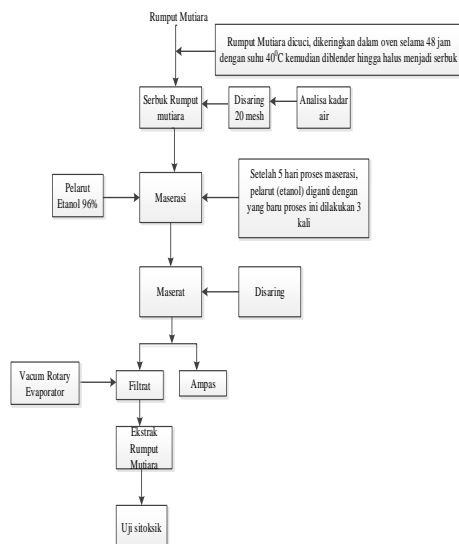 Rumput Mutiara
Rumput Mutiara dicuci, dikeringkan dalam oven selama 48 jam
dengan suhu 40⁰C kemudian diblender hingga halus menjadi serbuk
Serbuk Rumput
mutiara
Disaring
20 mesh
Analisa kadar
air
Pelarut
Etanol 96%
Maserasi
Setelah 5 hari proses maserasi,
pelarut (etanol) diganti dengan
yang baru proses ini dilakukan 3
kali
Maserat
Disaring
Vacum Rotary
Evaporator
Filtrat
Ampas
Ekstrak
Rumput
Mutiara
Uji sitoksik